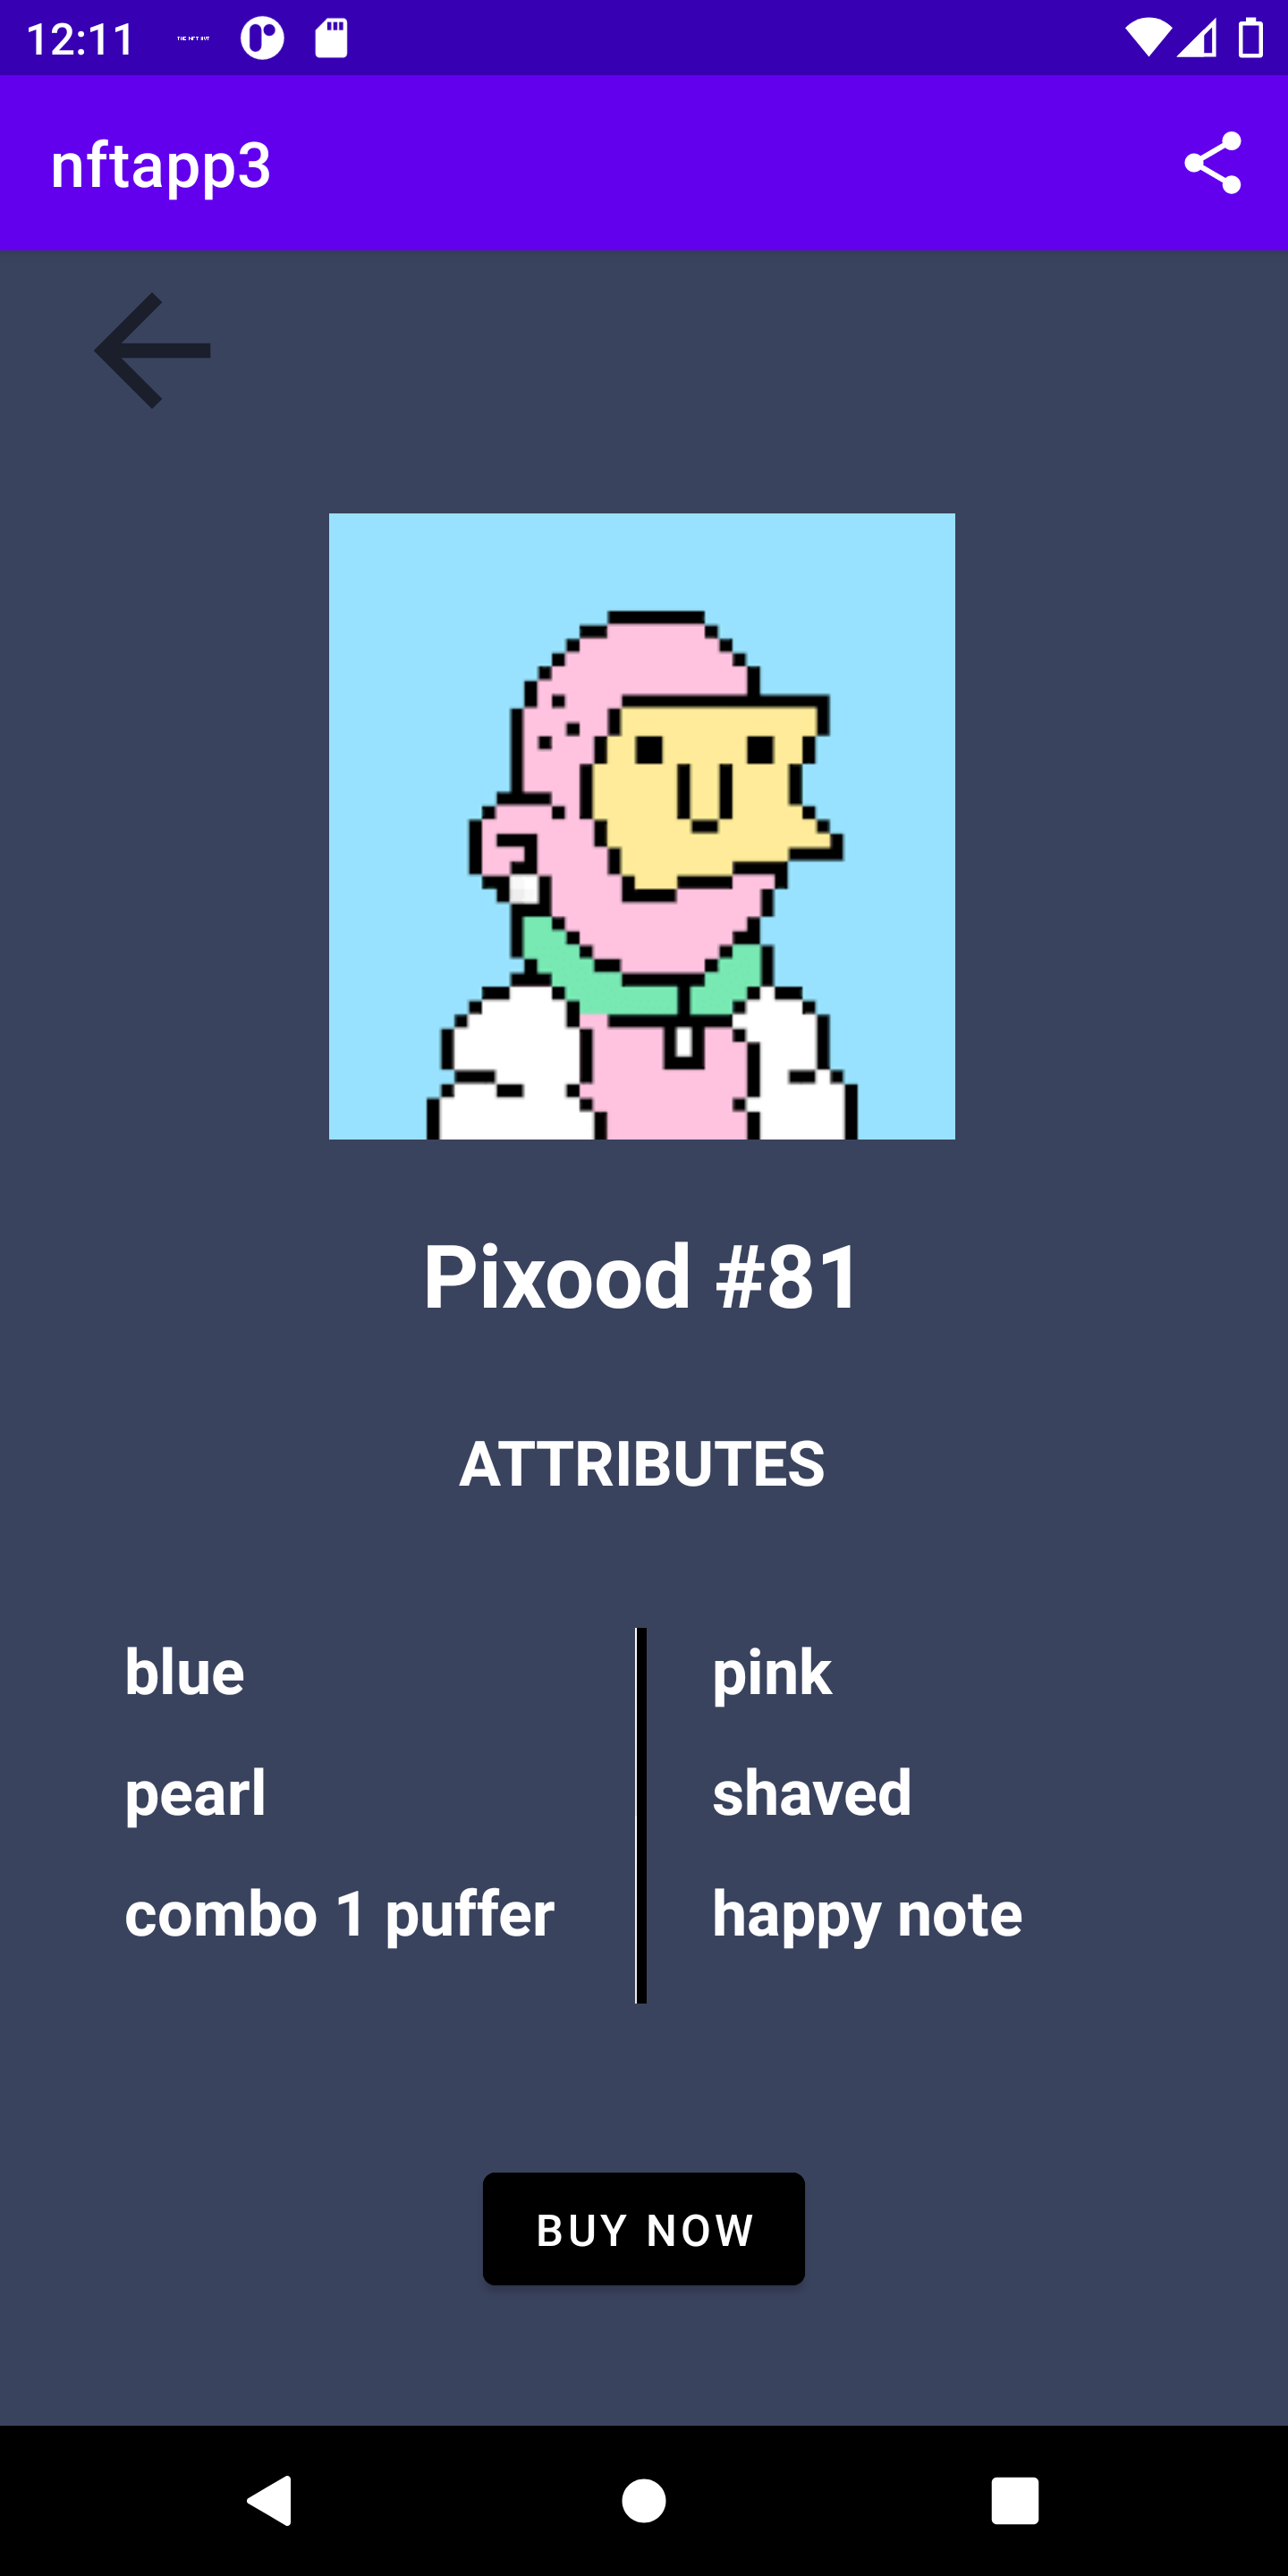 12:11
nftapp3
Pixood #81
ATTRIBUTES
blue
pink
pearl
shaved
combo 1 puffer
happy note
BUY NOW